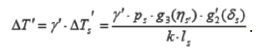 ΔT' = γ' · ΔT_s' = γ' · p_s · g_3(η_s') · g_2'(δ_s) / k · l_s .